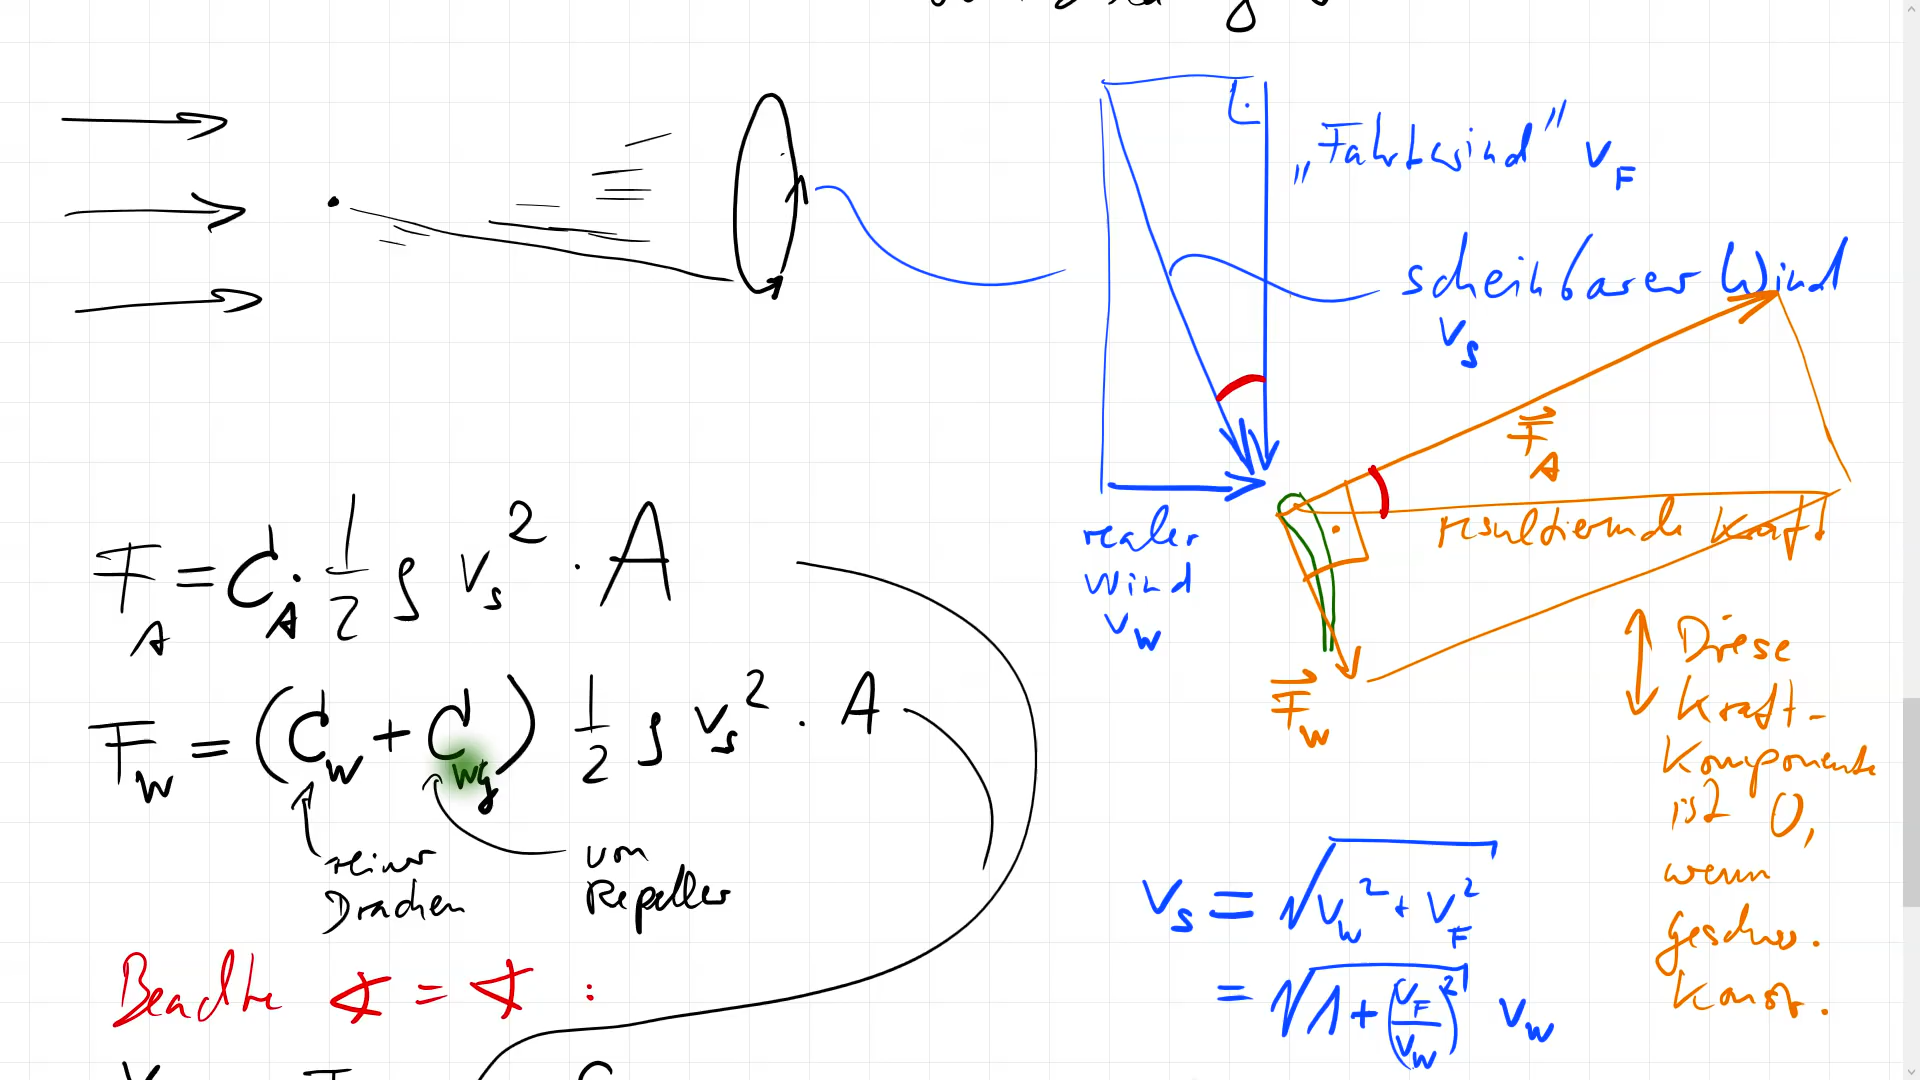 „Fahrtwind" v_F
scheinbarer Wind
v_S
F_A
resultierende Kraft
realer
Wind
v_W
F_W
Diese
Kraft-
Komponente
ist 0,
wenn
geschw.
konst.
F_A = C_A · 1/2 ρ v_s² · A
F_W = (C_W + C_Wg) 1/2 ρ v_s² · A
reiner
Drachen
von
Repeller
Beachte ∢ = ∢ :
v_S = √(v_W² + v_F²)
= √(1 + (v_F/v_W)²) v_W